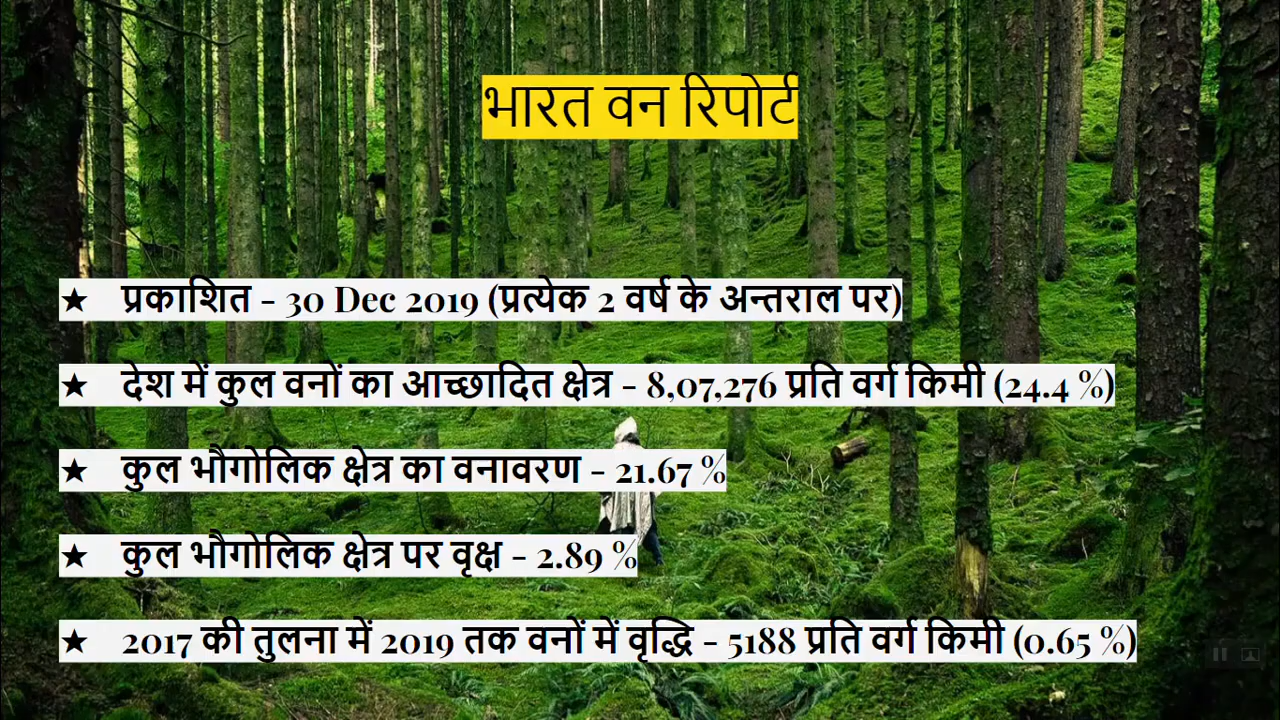 भारत वन रिपोर्ट
★ प्रकाशित - 30 Dec 2019 (प्रत्येक 2 वर्ष के अन्तराल पर)
★ देश में कुल वनों का आच्छादित क्षेत्र - 8,07,276 प्रति वर्ग किमी (24.4 %)
★ कुल भौगोलिक क्षेत्र का वनावरण - 21.67 %
★ कुल भौगोलिक क्षेत्र पर वृक्ष - 2.89 %
★ 2017 की तुलना में 2019 तक वनों में वृद्धि - 5188 प्रति वर्ग किमी (0.65 %)